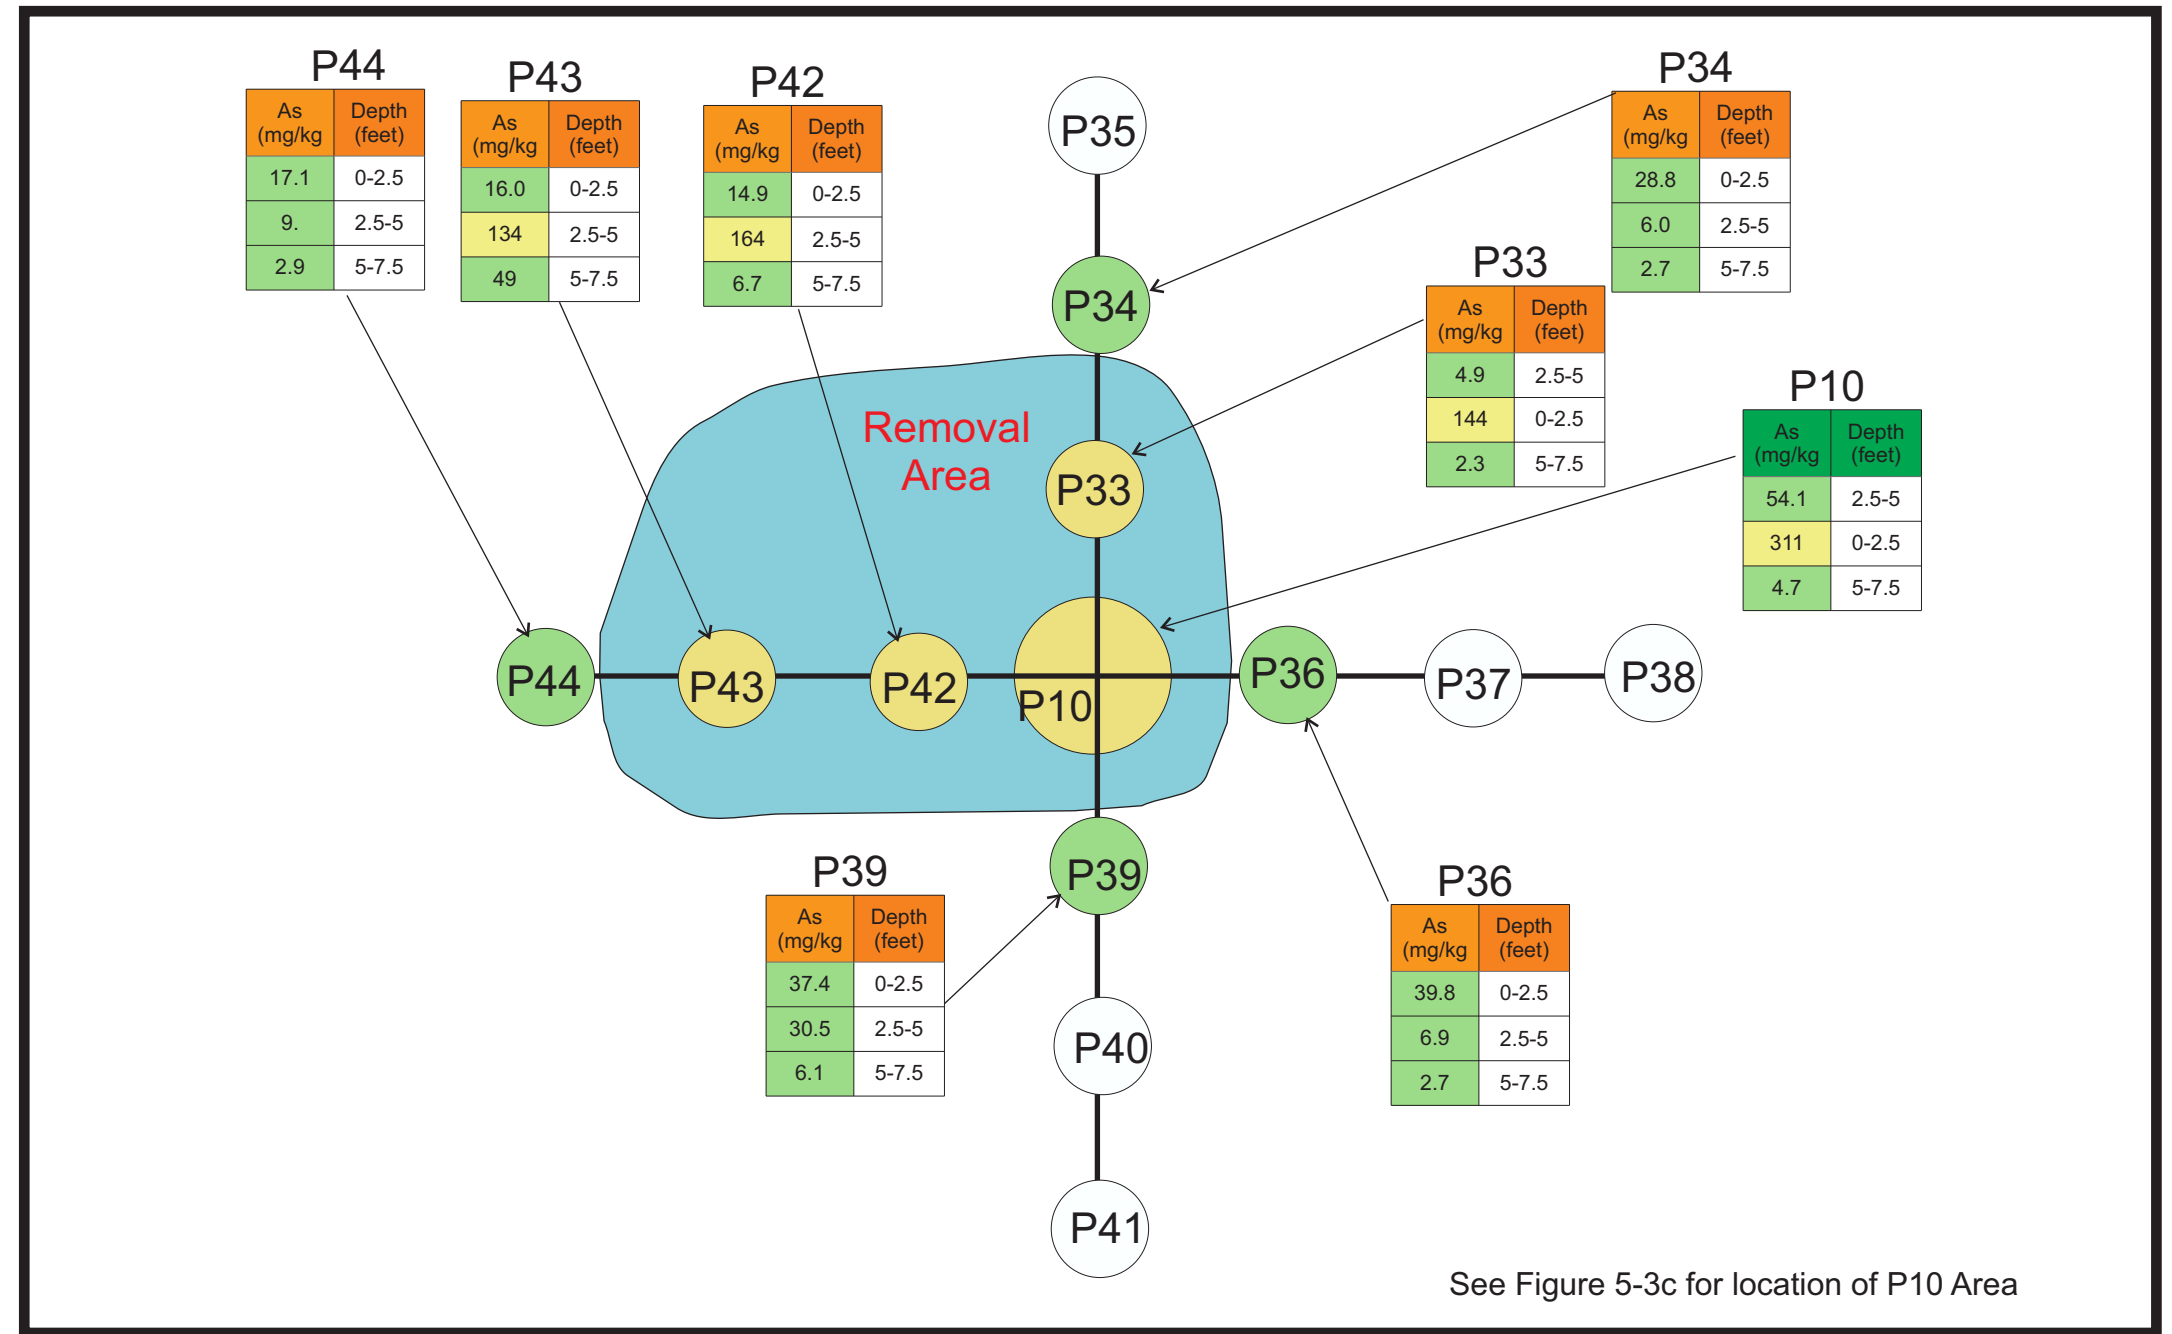 P44
As Depth
(mg/kg (feet)
17.1 0-2.5
9. 2.5-5
2.9 5-7.5
P43
As Depth
(mg/kg (feet)
16.0 0-2.5
134 2.5-5
49 5-7.5
P42
As Depth
(mg/kg (feet)
14.9 0-2.5
164 2.5-5
6.7 5-7.5
P34
As Depth
(mg/kg (feet)
28.8 0-2.5
6.0 2.5-5
2.7 5-7.5
P33
As Depth
(mg/kg (feet)
4.9 2.5-5
144 0-2.5
2.3 5-7.5
P10
As Depth
(mg/kg (feet)
54.1 2.5-5
311 0-2.5
4.7 5-7.5
P35
P34
Removal
Area
P33
P44
P43
P42
P10
P36
P37
P38
P39
P40
P41
P39
As Depth
(mg/kg (feet)
37.4 0-2.5
30.5 2.5-5
6.1 5-7.5
P36
As Depth
(mg/kg (feet)
39.8 0-2.5
6.9 2.5-5
2.7 5-7.5
See Figure 5-3c for location of P10 Area